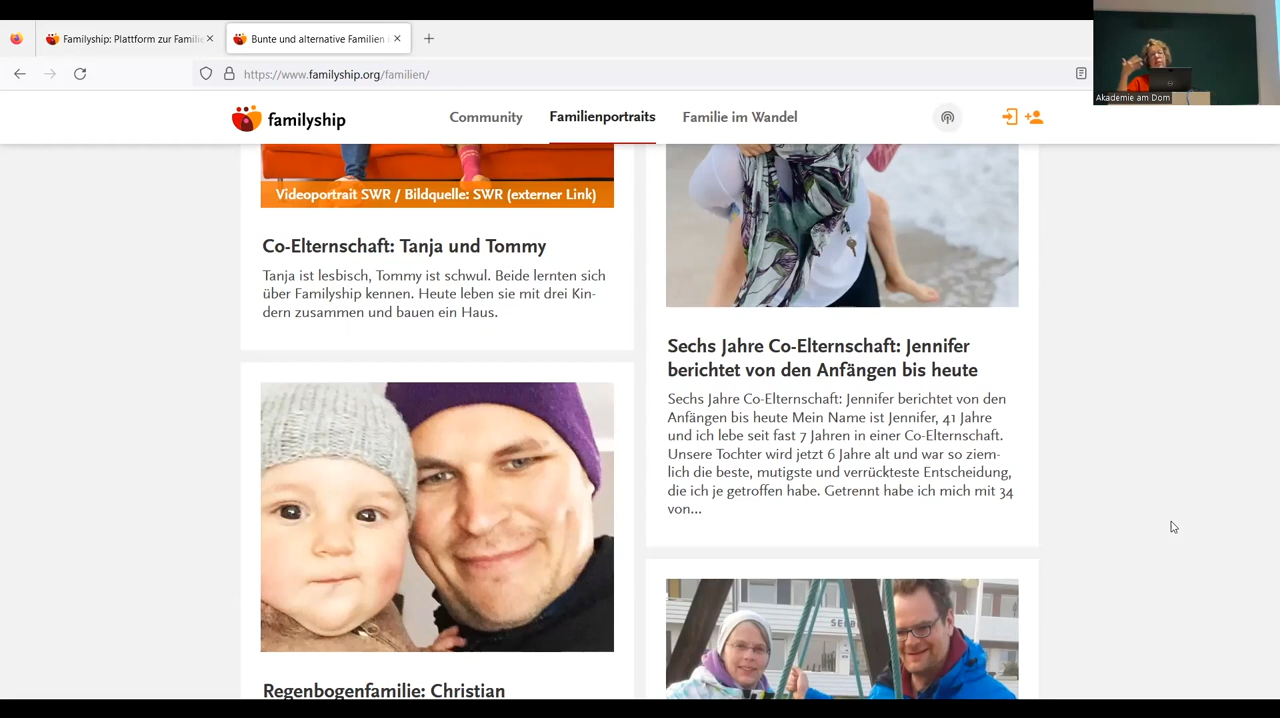 Familyship: Plattform zur Familie
Bunte und alternative Familien i
https://www.familyship.org/familien/
Akademie am Dom
familyship
Community
Familienportraits
Familie im Wandel
Videoportrait SWR / Bildquelle: SWR (externer Link)
Co-Elternschaft: Tanja und Tommy
Tanja ist lesbisch, Tommy ist schwul. Beide lernten sich
über Familyship kennen. Heute leben sie mit drei Kin-
dern zusammen und bauen ein Haus.
Regenbogenfamilie: Christian
Sechs Jahre Co-Elternschaft: Jennifer
berichtet von den Anfängen bis heute
Sechs Jahre Co-Elternschaft: Jennifer berichtet von den
Anfängen bis heute Mein Name ist Jennifer, 41 Jahre
und ich lebe seit fast 7 Jahren in einer Co-Elternschaft.
Unsere Tochter wird jetzt 6 Jahre alt und war so ziem-
lich die beste, mutigste und verrückteste Entscheidung,
die ich je getroffen habe. Getrennt habe ich mich mit 34
von...